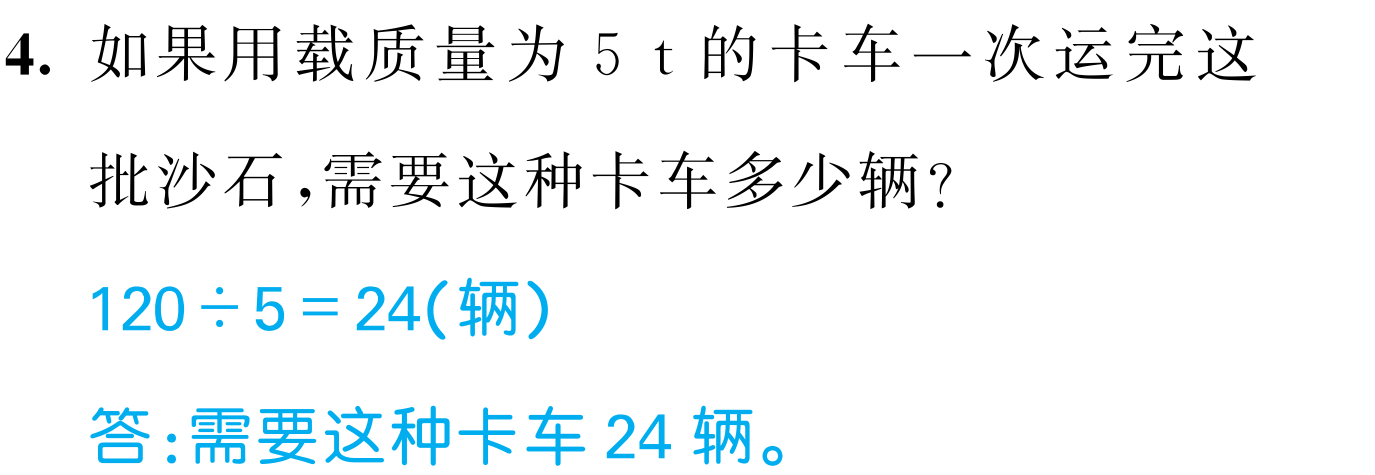 4. 如果用载质量为 5 t 的卡车一次运完这
批沙石,需要这种卡车多少辆?
120÷5=24(辆)
答:需要这种卡车 24 辆。